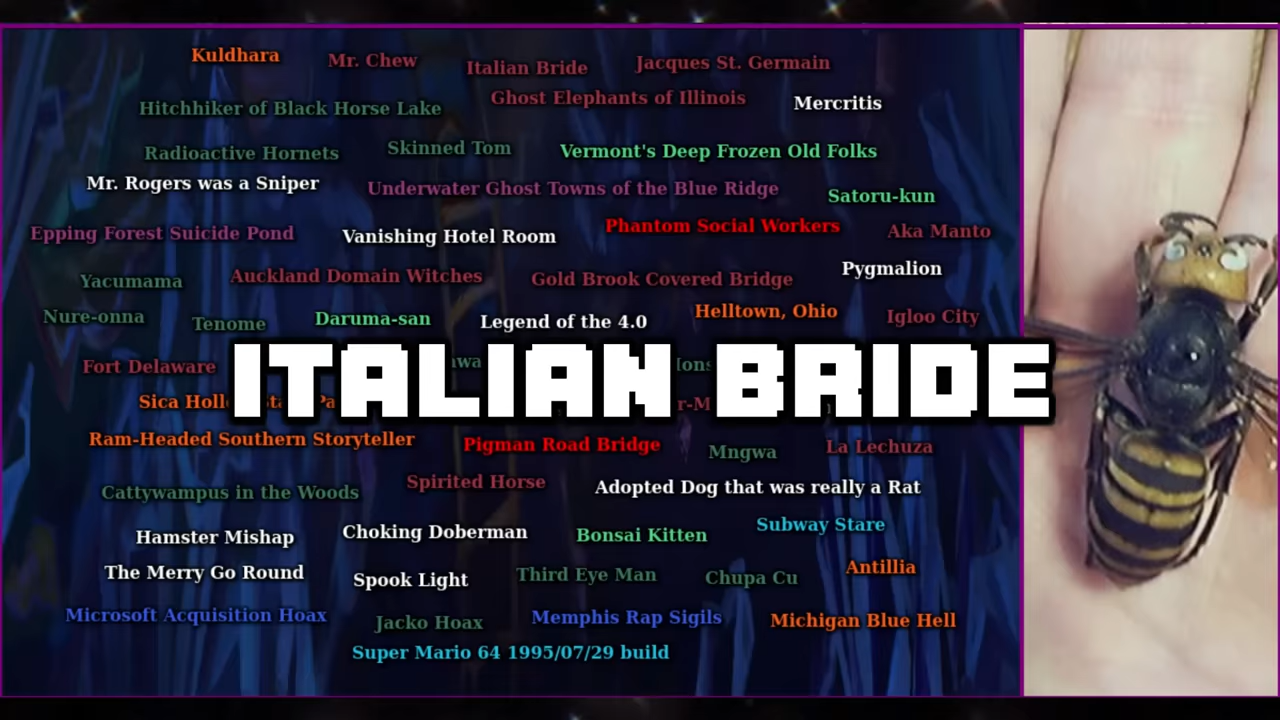 Kuldhara
Mr. Chew
Italian Bride
Jacques St. Germain
Hitchhiker of Black Horse Lake
Ghost Elephants of Illinois
Mercritis
Radioactive Hornets
Skinned Tom
Vermont's Deep Frozen Old Folks
Mr. Rogers was a Sniper
Underwater Ghost Towns of the Blue Ridge
Satoru-kun
Epping Forest Suicide Pond
Vanishing Hotel Room
Phantom Social Workers
Aka Manto
Yacumama
Auckland Domain Witches
Gold Brook Covered Bridge
Pygmalion
Nure-onna
Tenome
Daruma-san
Legend of the 4.0
Helltown, Ohio
Igloo City
Fort Delaware
ITALIAN BRIDE
Sica
Ram-Headed Southern Storyteller
Pigman Road Bridge
Mngwa
La Lechuza
Cattywampus in the Woods
Spirited Horse
Adopted Dog that was really a Rat
Hamster Mishap
Choking Doberman
Bonsai Kitten
Subway Stare
The Merry Go Round
Spook Light
Third Eye Man
Chupa Cu
Antillia
Microsoft Acquisition Hoax
Jacko Hoax
Memphis Rap Sigils
Michigan Blue Hell
Super Mario 64 1995/07/29 build